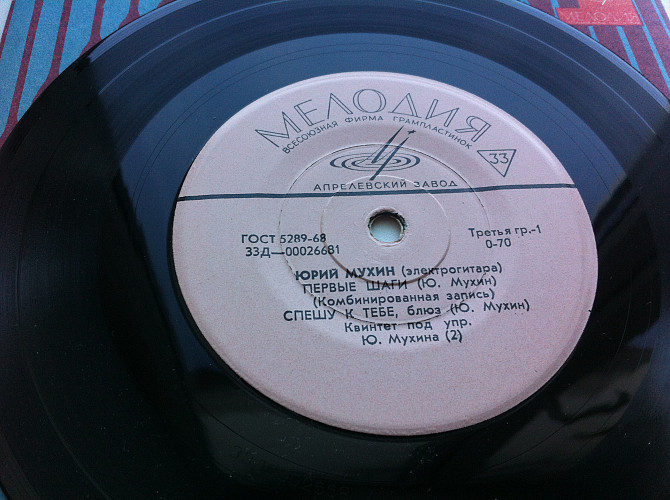 МЕЛОДИЯ
ВСЕСОЮЗНАЯ ФИРМА ГРАМПЛАСТИНОК
33
АПРЕЛЕВСКИЙ ЗАВОД
ГОСТ 5289-68
33Д—00026681
Третья гр.-1
0-70
ЮРИЙ МУХИН (электрогитара)
ПЕРВЫЕ ШАГИ (Ю. Мухин)
(Комбинированная запись)
СПЕШУ К ТЕБЕ, блюз (Ю. Мухин)
Квинтет под упр.
Ю. Мухина (2)